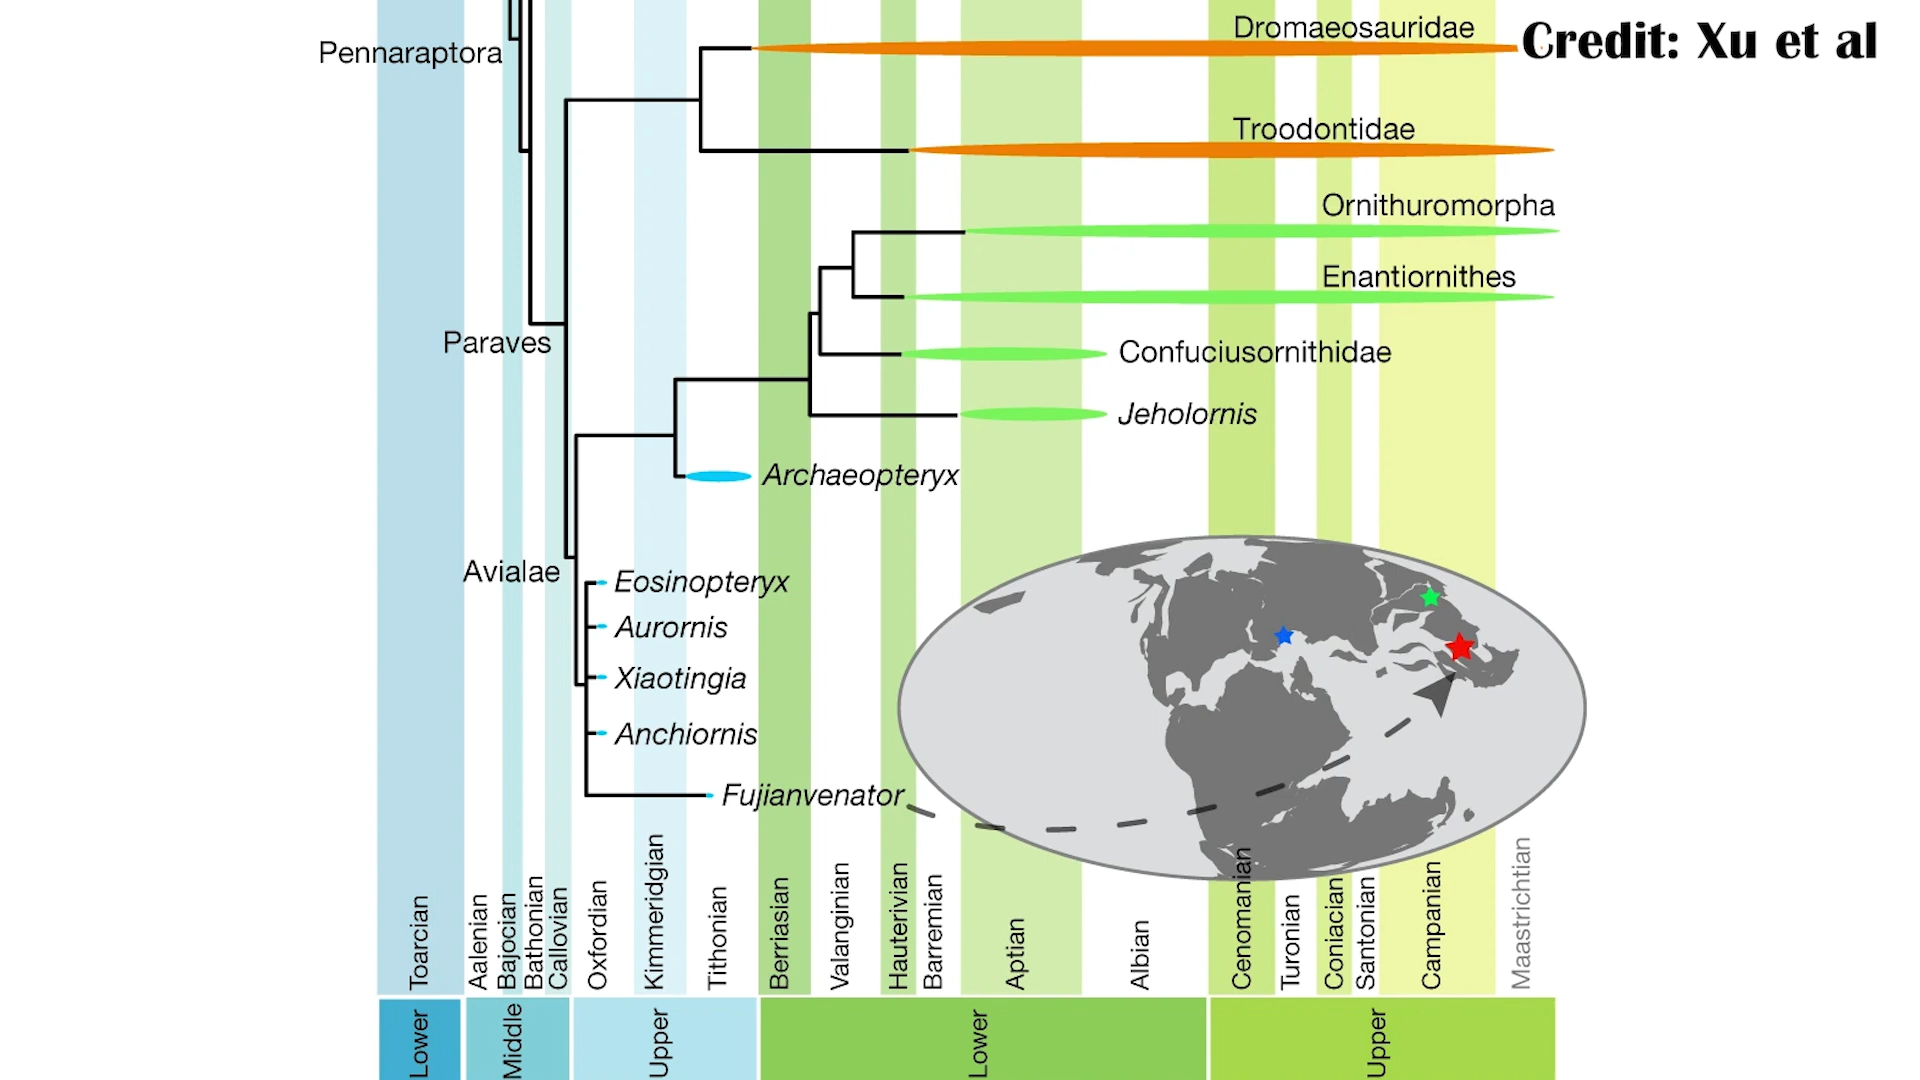 Dromaeosauridae
Credit: Xu et al
Pennaraptora
Troodontidae
Ornithuromorpha
Enantiornithes
Paraves
Confuciusornithidae
Jeholornis
Archaeopteryx
Avialae
Eosinopteryx
Aurornis
Xiaotingia
Anchiornis
Fujianvenator
Toarcian
Aalenian
Bajocian
Bathonian
Callovian
Oxfordian
Kimmeridgian
Tithonian
Berriasian
Valanginian
Hauterivian
Barremian
Aptian
Albian
Cenomanian
Turonian
Coniacian
Santonian
Campanian
Maastrichtian
Lower
Middle
Upper
Lower
Upper